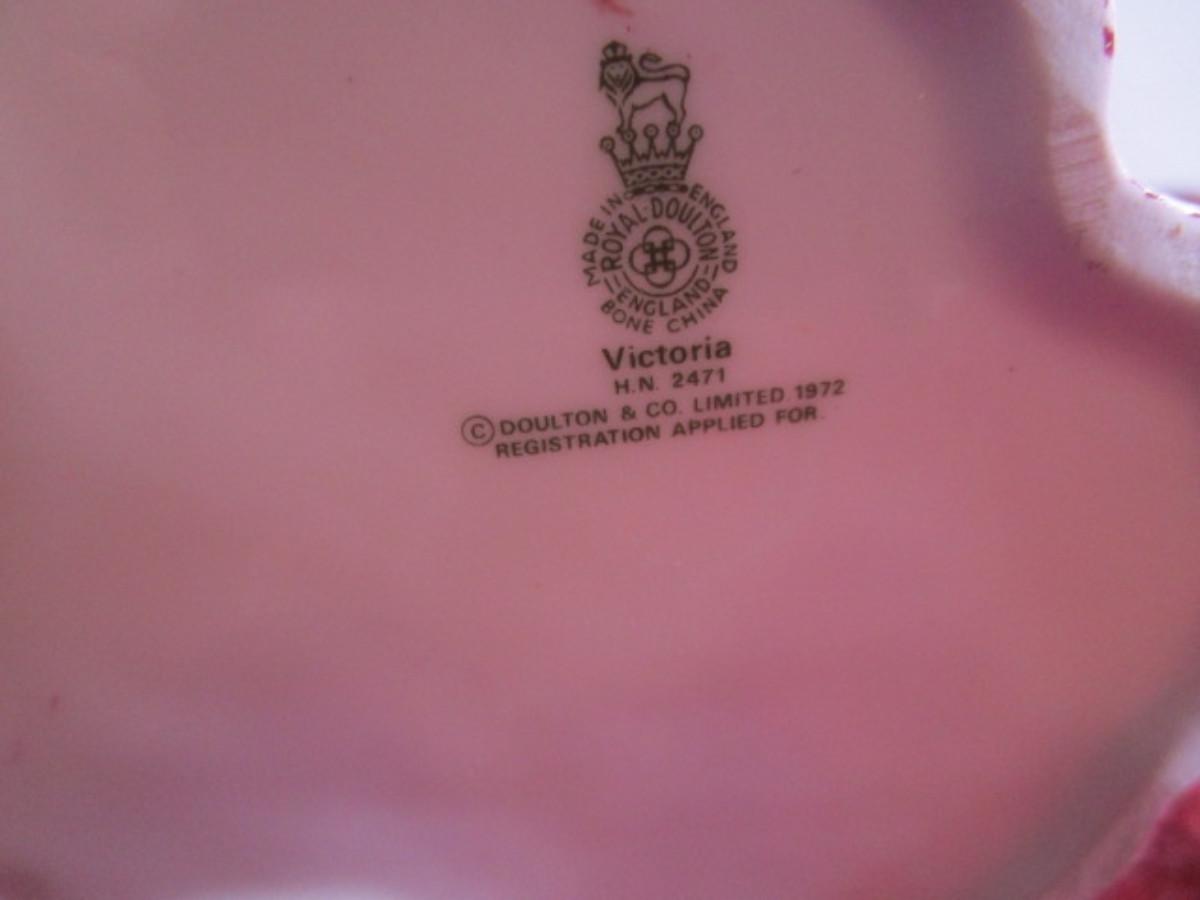 MADE IN ENGLAND
ROYAL DOULTON
ENGLAND
BONE CHINA
Victoria
H.N. 2471
© DOULTON & CO. LIMITED 1972
REGISTRATION APPLIED FOR.